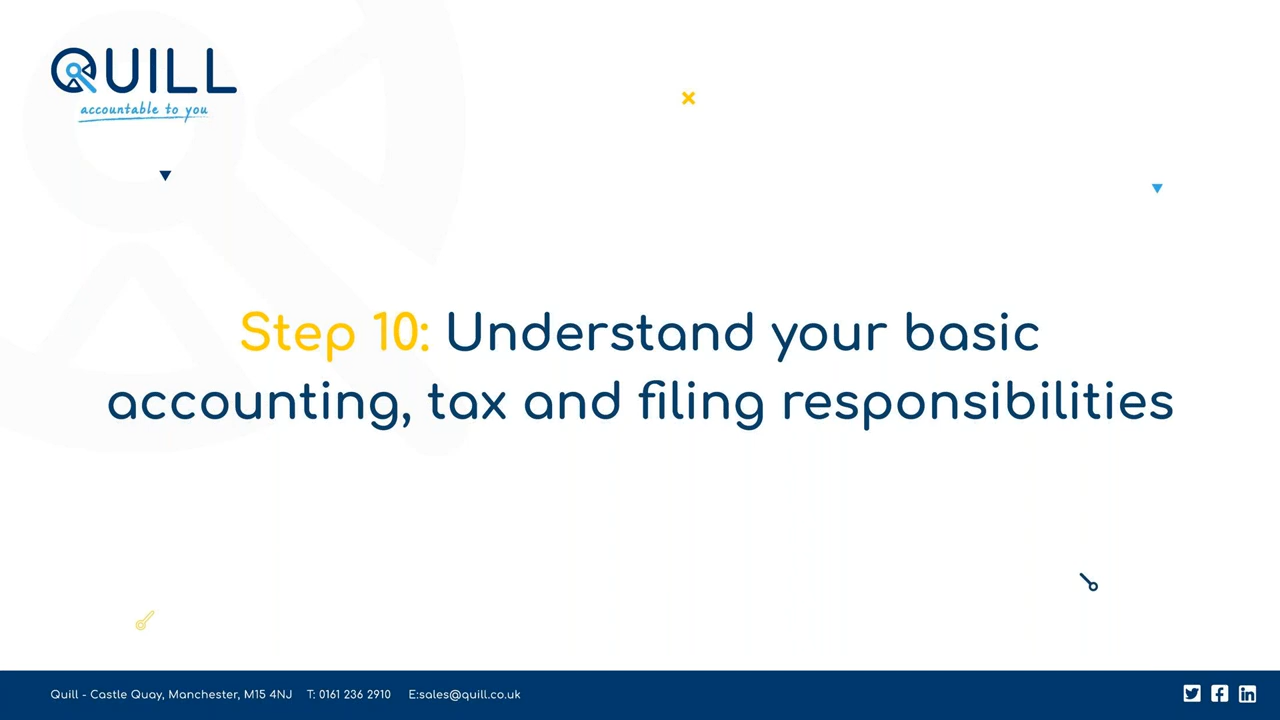 QUILL
accountable to you
Step 10: Understand your basic
accounting, tax and filing responsibilities
Quill - Castle Quay, Manchester, M15 4NJ T: 0161 236 2910 E:sales@quill.co.uk